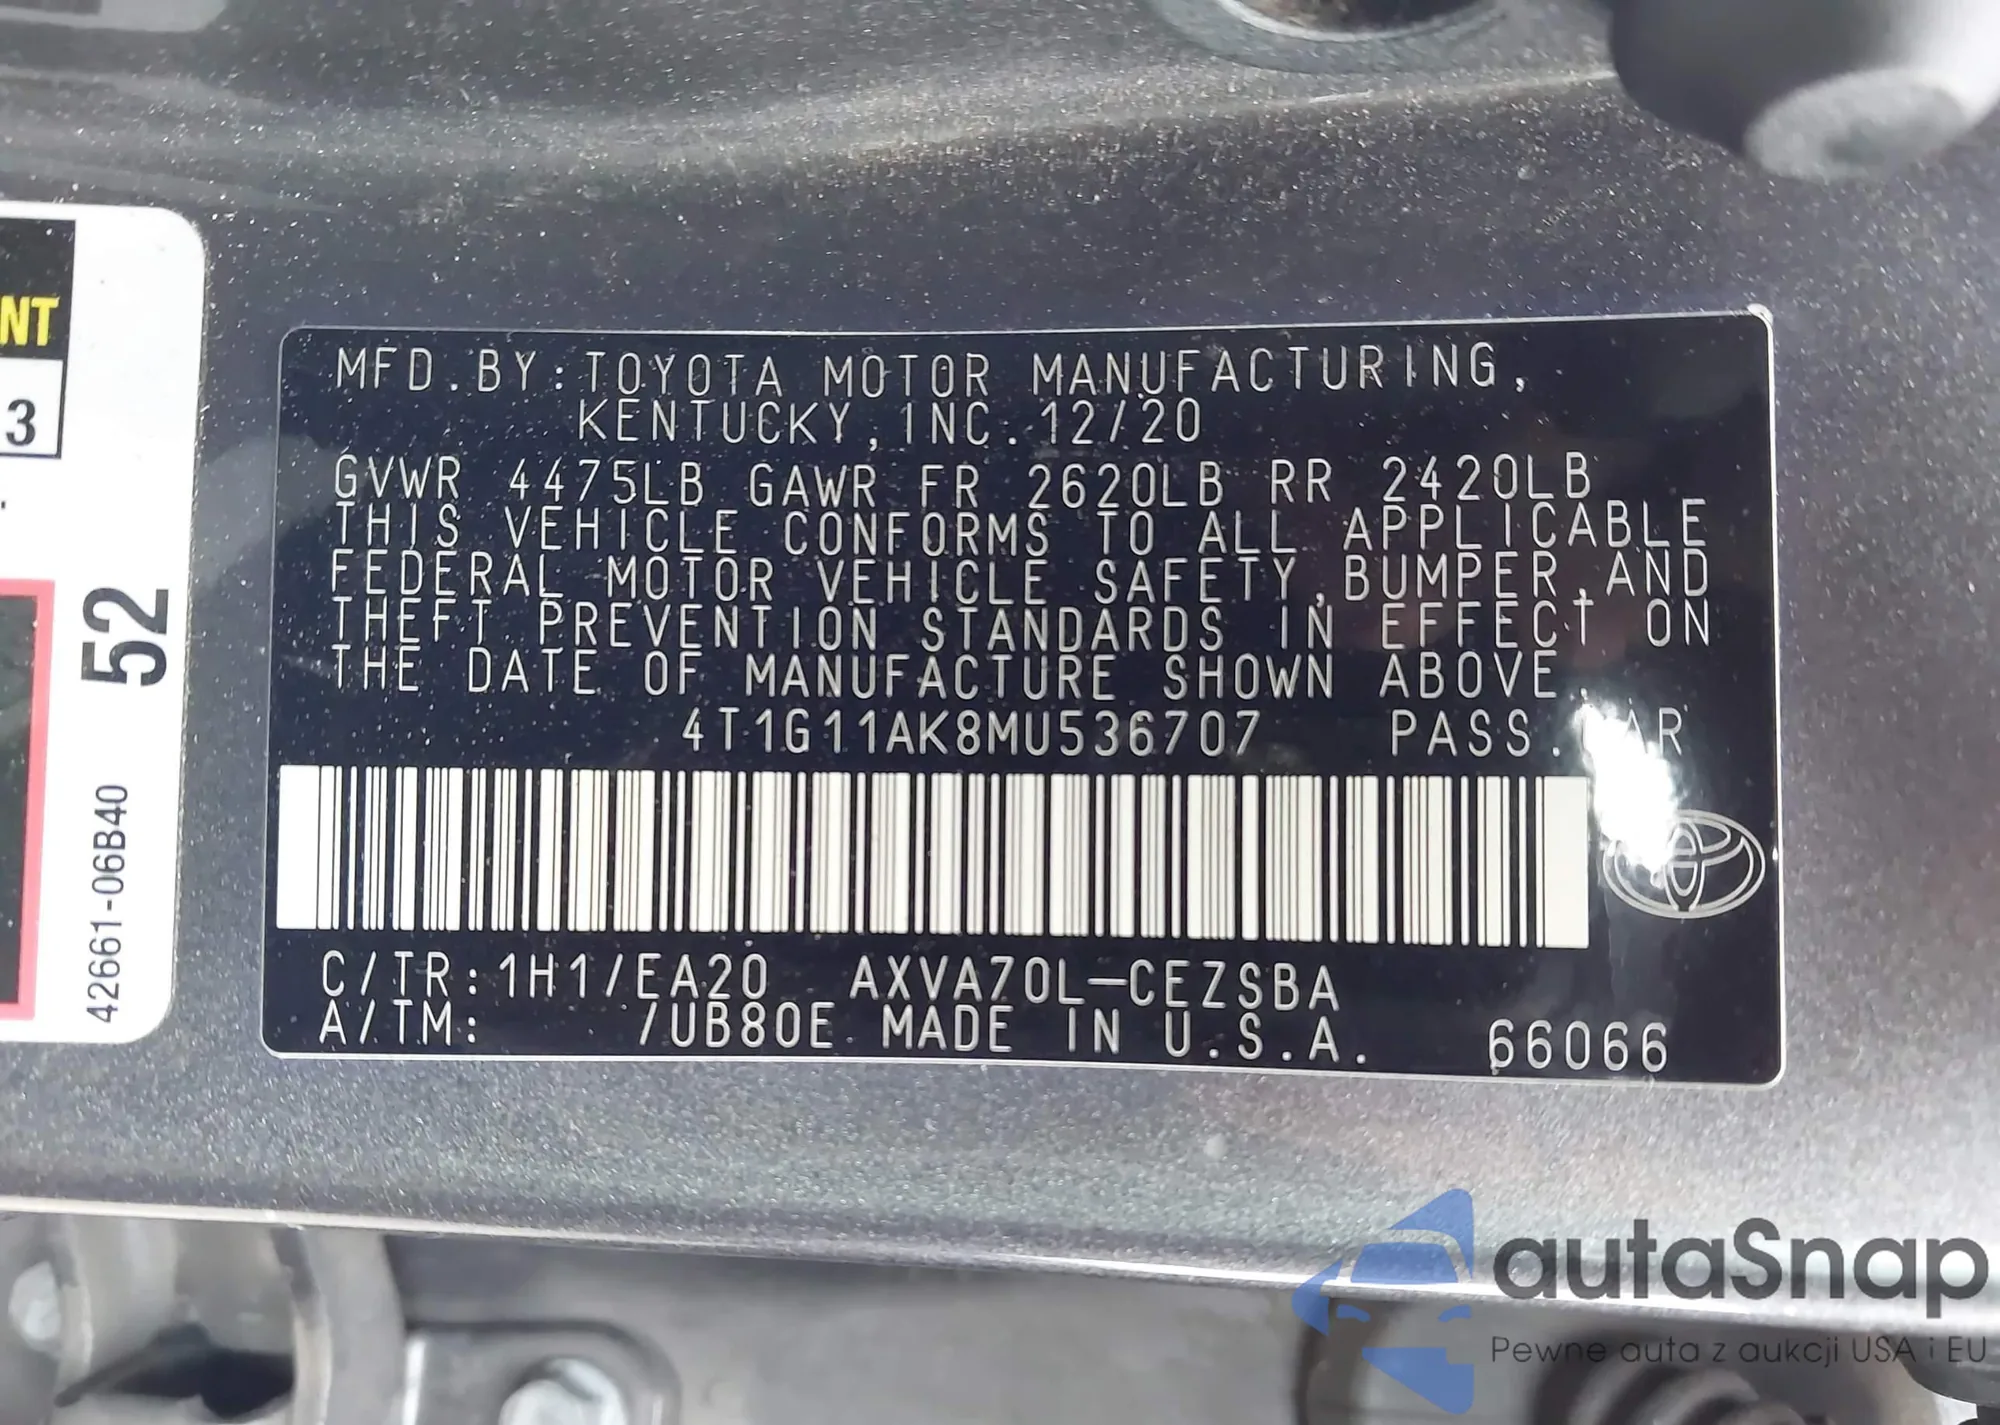 NT
3
52
42661-06B40
MFD.BY:TOYOTA MOTOR MANUFACTURING,
KENTUCKY,INC.12/20
GVWR 4475LB GAWR FR 2620LB RR 2420LB
THIS VEHICLE CONFORMS TO ALL APPLICABLE
FEDERAL MOTOR VEHICLE SAFETY,BUMPER,AND
THEFT PREVENTION STANDARDS IN EFFECT ON
THE DATE OF MANUFACTURE SHOWN ABOVE.
4T1G11AK8MU536707 PASS.CAR
C/TR:1H1/EA20 AXVA70L-CEZSBA
A/TM: /UB80E MADE IN U.S.A. 66066
autaSnap
Pewne auta z aukcji USA i EU